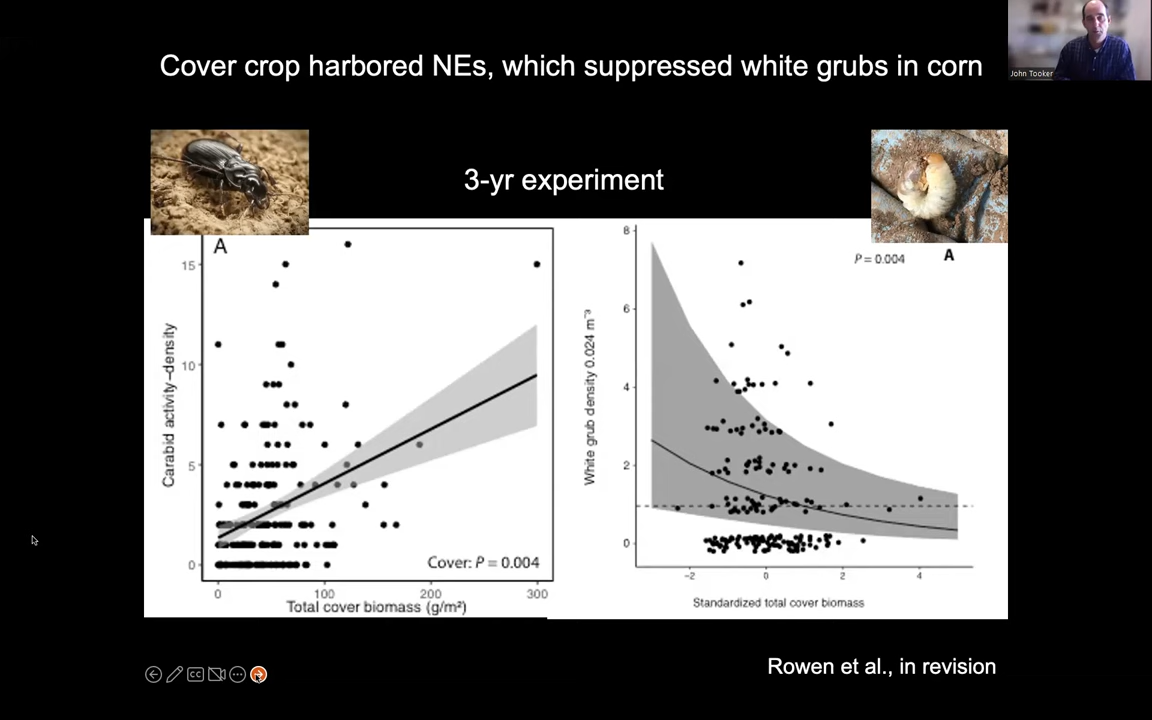 Cover crop harbored NEs, which suppressed white grubs in corn
John Tooker
3-yr experiment
A
15
10
5
0
Carabid activity–density
Cover: P = 0.004
0 100 200 300
Total cover biomass (g/m²)
P = 0.004 A
8
6
4
2
0
White grub density 0.024 m⁻³
−2 0 2 4
Standardized total cover biomass
Rowen et al., in revision
CC